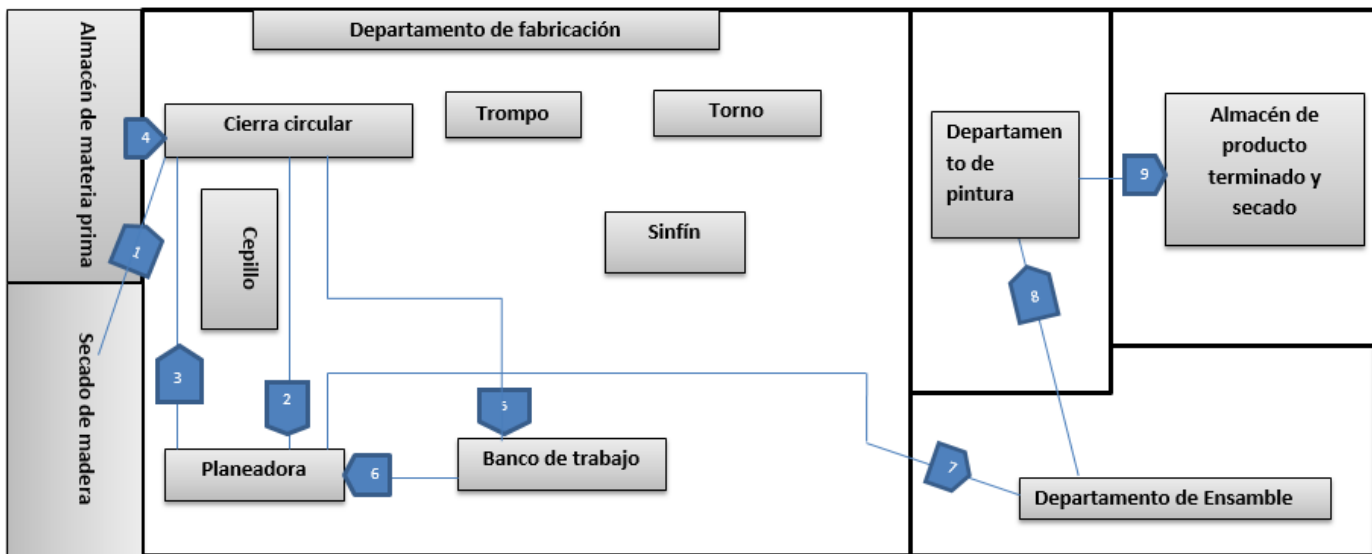 Departamento de fabricación
Almacén de materia prima
Cierra circular
Trompo
Torno
Departamen
to de
pintura
Almacén de
producto
terminado y
secado
4
9
1
Cepillo
Sinfín
8
Secado de madera
3
2
5
Planeadora
6
Banco de trabajo
7
Departamento de Ensamble